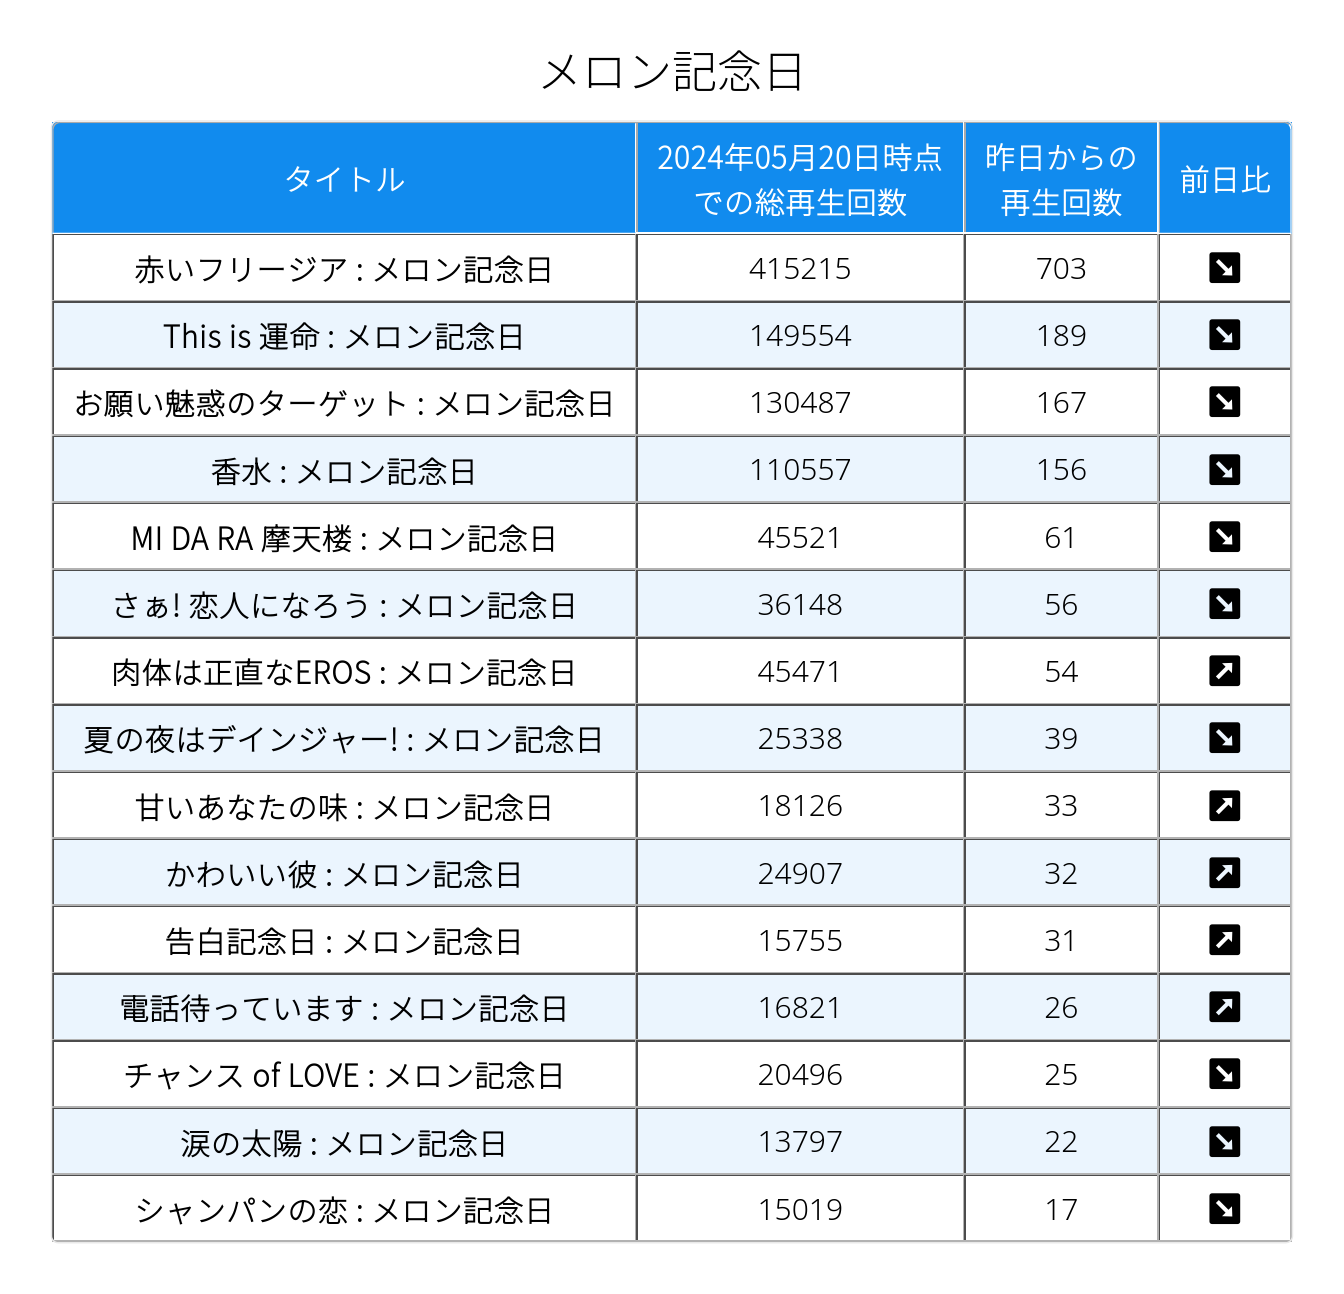 メロン記念日
タイトル
2024年05月20日時点
での総再生回数
昨日からの
再生回数
前日比
赤いフリージア : メロン記念日 415215 703 ↘
This is 運命 : メロン記念日 149554 189 ↘
お願い魅惑のターゲット : メロン記念日 130487 167 ↘
香水 : メロン記念日 110557 156 ↘
MI DA RA 摩天楼 : メロン記念日 45521 61 ↘
さぁ! 恋人になろう : メロン記念日 36148 56 ↘
肉体は正直なEROS : メロン記念日 45471 54 ↗
夏の夜はデインジャー! : メロン記念日 25338 39 ↘
甘いあなたの味 : メロン記念日 18126 33 ↗
かわいい彼 : メロン記念日 24907 32 ↗
告白記念日 : メロン記念日 15755 31 ↗
電話待っています : メロン記念日 16821 26 ↗
チャンス of LOVE : メロン記念日 20496 25 ↘
涙の太陽 : メロン記念日 13797 22 ↘
シャンパンの恋 : メロン記念日 15019 17 ↘